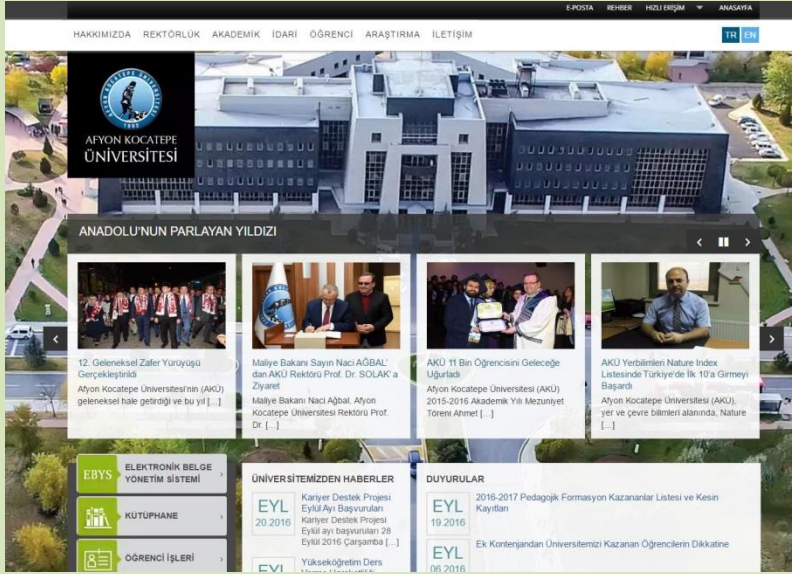 E-POSTA REHBER HIZLI ERİŞİM ANASAYFA
HAKKIMIZDA REKTÖRLÜK AKADEMİK İDARİ ÖĞRENCİ ARAŞTIRMA İLETİŞİM
TR EN
AFYON KOCATEPE ÜNİVERSİTESİ
1992
AFYON KOCATEPE
ÜNİVERSİTESİ
ANADOLU'NUN PARLAYAN YILDIZI
12. Geleneksel Zafer Yürüyüşü
Gerçekleştirildi
Afyon Kocatepe Üniversitesi'nin (AKÜ)
geleneksel hale getirdiği ve bu yıl [...]
Maliye Bakanı Sayın Naci AĞBAL'
dan AKÜ Rektörü Prof. Dr. SOLAK' a
Ziyaret
Maliye Bakanı Naci Ağbal, Afyon
Kocatepe Üniversitesi Rektörü Prof.
Dr. [...]
AKÜ 11 Bin Öğrencisini Geleceğe
Uğurladı
Afyon Kocatepe Üniversitesi (AKÜ)
2015-2016 Akademik Yılı Mezuniyet
Töreni Ahmet [...]
AKÜ Yerbilimleri Nature Index
Listesinde Türkiye'de İlk 10'a Girmeyi
Başardı
Afyon Kocatepe Üniversitesi (AKÜ),
yer ve çevre bilimleri alanında, Nature
[...]
EBYS ELEKTRONİK BELGE
YÖNETİM SİSTEMİ
KÜTÜPHANE
ÖĞRENCİ İŞLERİ
ÜNİVERSİTEMİZDEN HABERLER
EYL
20.2016
Kariyer Destek Projesi
Eylül Ayı Başvuruları
Kariyer Destek Projesi
Eylül ayı başvuruları 28
Eylül 2016 Çarşamba [...]
EYL
Yükseköğretim Ders
DUYURULAR
EYL
19.2016
2016-2017 Pedagojik Formasyon Kazananlar Listesi ve Kesin
Kayıtları
EYL
06.2016
Ek Kontenjandan Üniversitemizi Kazanan Öğrencilerin Dikkatine